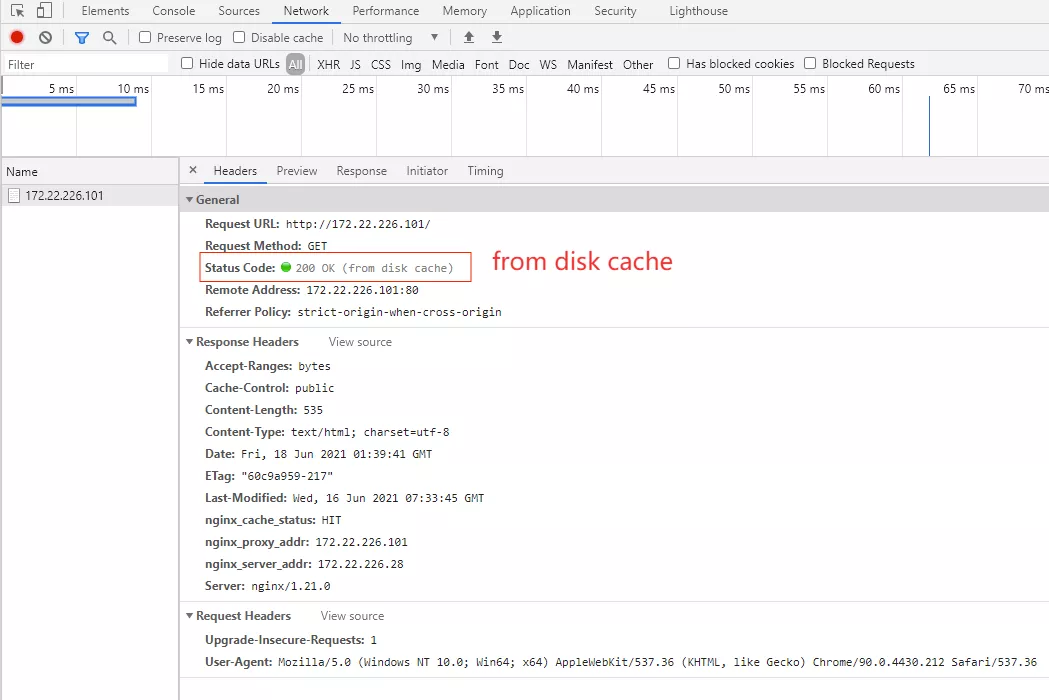 Elements Console Sources Network Performance Memory Application Security Lighthouse
Preserve log Disable cache No throttling
Filter Hide data URLs All XHR JS CSS Img Media Font Doc WS Manifest Other Has blocked cookies Blocked Requests
5 ms 10 ms 15 ms 20 ms 25 ms 30 ms 35 ms 40 ms 45 ms 50 ms 55 ms 60 ms 65 ms 70 ms
Name
172.22.226.101
× Headers Preview Response Initiator Timing
General
Request URL: http://172.22.226.101/
Request Method: GET
Status Code: 200 OK (from disk cache)
from disk cache
Remote Address: 172.22.226.101:80
Referrer Policy: strict-origin-when-cross-origin
Response Headers View source
Accept-Ranges: bytes
Cache-Control: public
Content-Length: 535
Content-Type: text/html; charset=utf-8
Date: Fri, 18 Jun 2021 01:39:41 GMT
ETag: "60c9a959-217"
Last-Modified: Wed, 16 Jun 2021 07:33:45 GMT
nginx_cache_status: HIT
nginx_proxy_addr: 172.22.226.101
nginx_server_addr: 172.22.226.28
Server: nginx/1.21.0
Request Headers View source
Upgrade-Insecure-Requests: 1
User-Agent: Mozilla/5.0 (Windows NT 10.0; Win64; x64) AppleWebKit/537.36 (KHTML, like Gecko) Chrome/90.0.4430.212 Safari/537.36